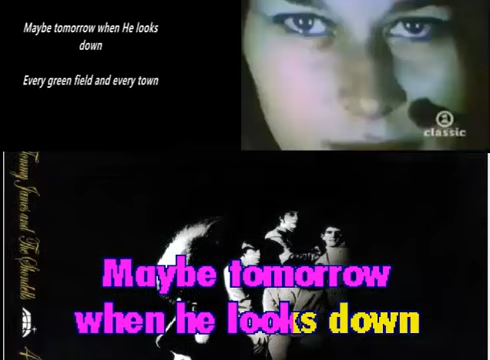 Maybe tomorrow when He looks
down
Every green field and every town
classic
Tommy James and The Shondells
Maybe tomorrow
when he looks down